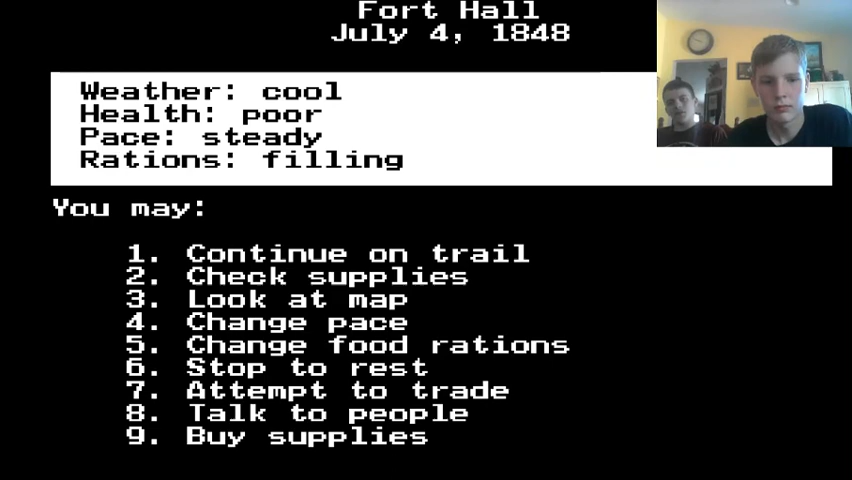 Fort Hall
July 4, 1848
Weather: cool
Health: poor
Pace: steady
Rations: filling
You may:
1. Continue on trail
2. Check supplies
3. Look at map
4. Change pace
5. Change food rations
6. Stop to rest
7. Attempt to trade
8. Talk to people
9. Buy supplies